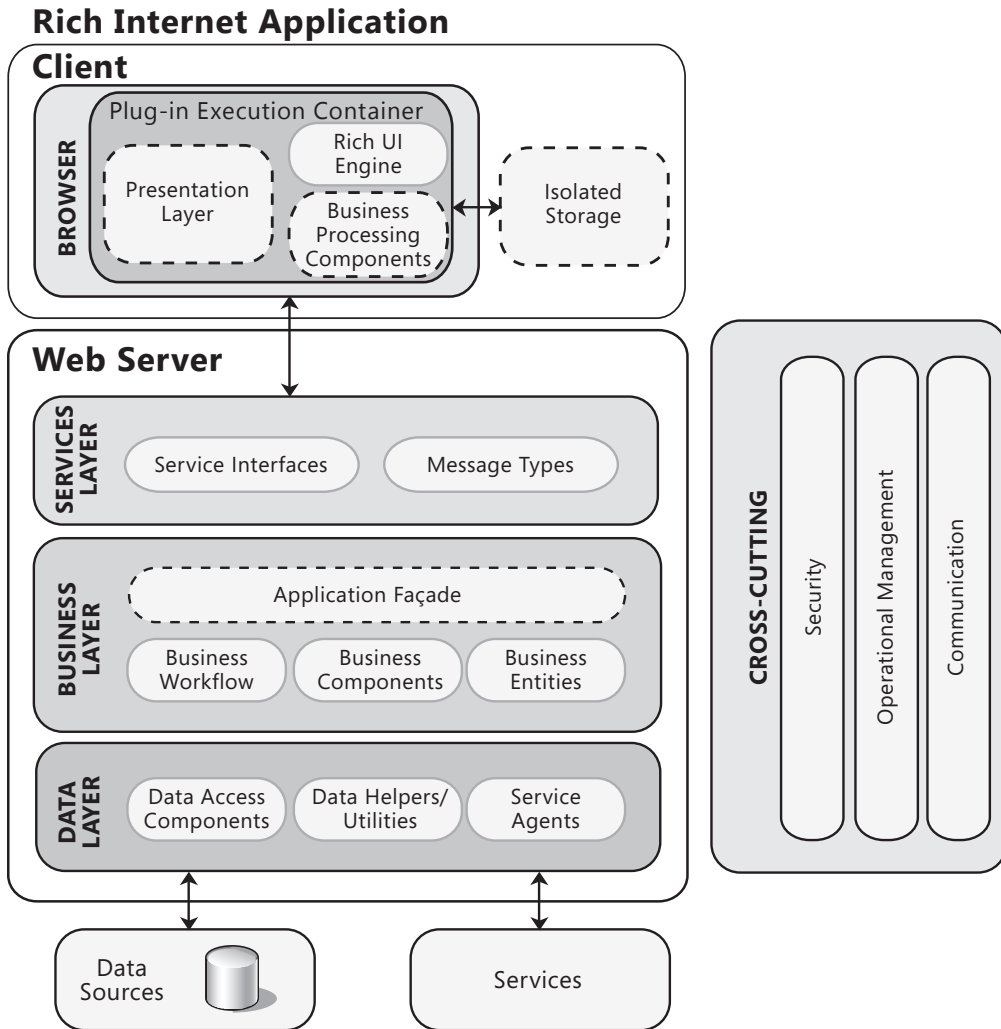 Rich Internet Application
Client
BROWSER
Plug-in Execution Container
Presentation
Layer
Rich UI
Engine
Business
Processing
Components
Isolated
Storage
Web Server
SERVICES
LAYER
Service Interfaces
Message Types
BUSINESS
LAYER
Application Façade
Business
Workflow
Business
Components
Business
Entities
DATA
LAYER
Data Access
Components
Data Helpers/
Utilities
Service
Agents
CROSS-CUTTING
Security
Operational Management
Communication
Data
Sources
Services